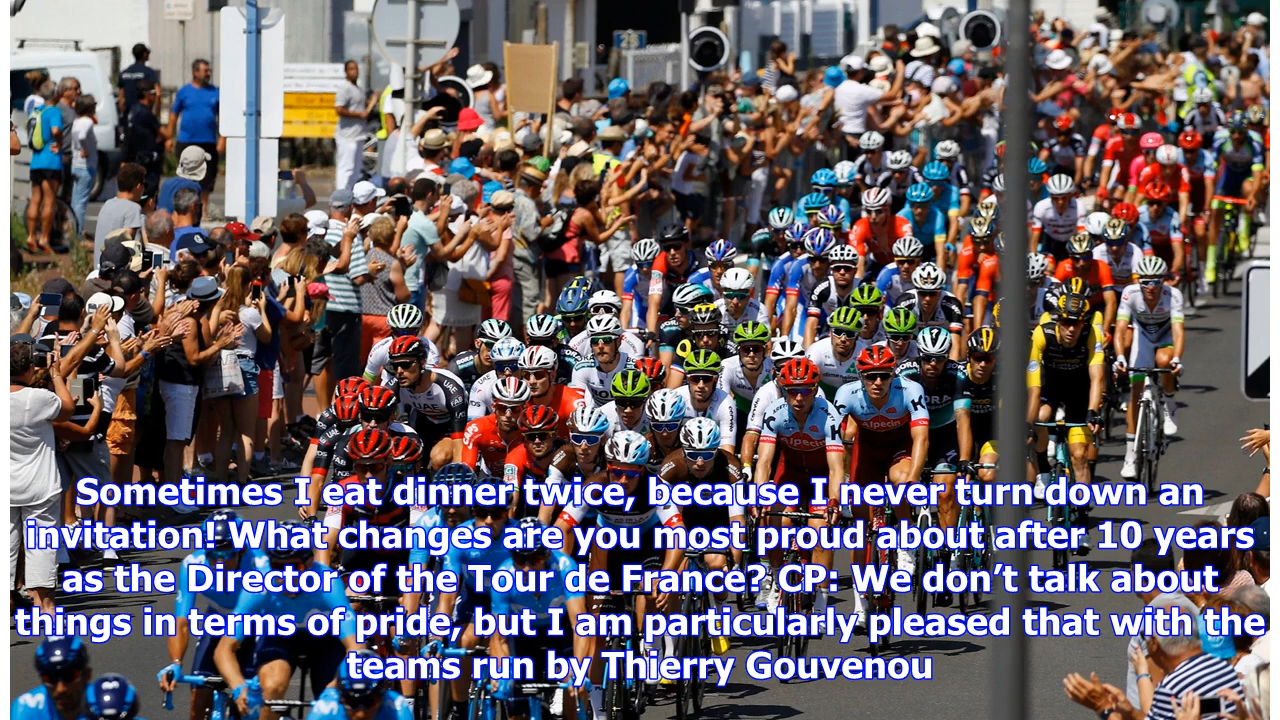 Sometimes I eat dinner twice, because I never turn down an
invitation! What changes are you most proud about after 10 years
as the Director of the Tour de France? CP: We don’t talk about
things in terms of pride, but I am particularly pleased that with the
teams run by Thierry Gouvenou
UAE
Alpecin